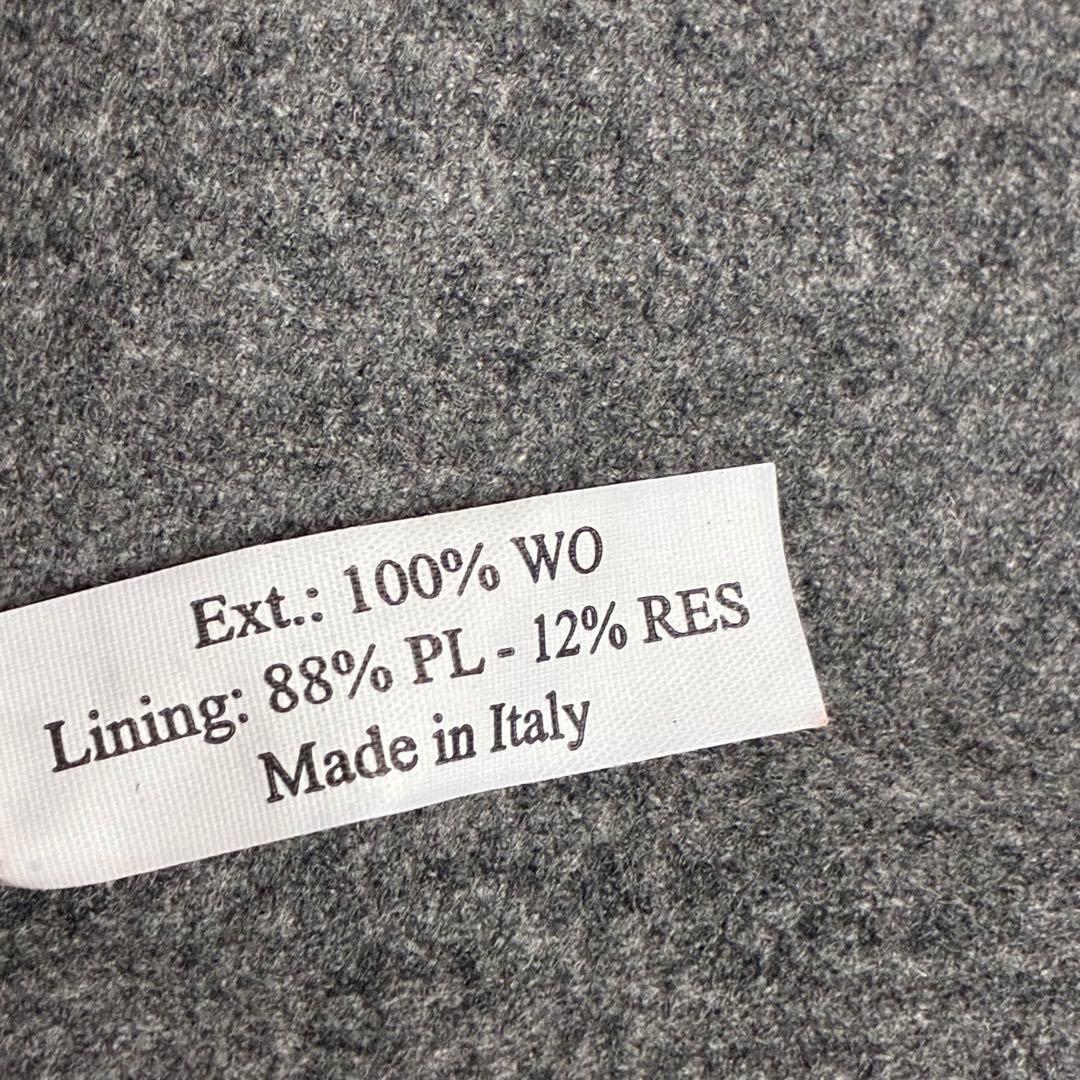 Ext.: 100% WO
Lining: 88% PL - 12% RES
Made in Italy